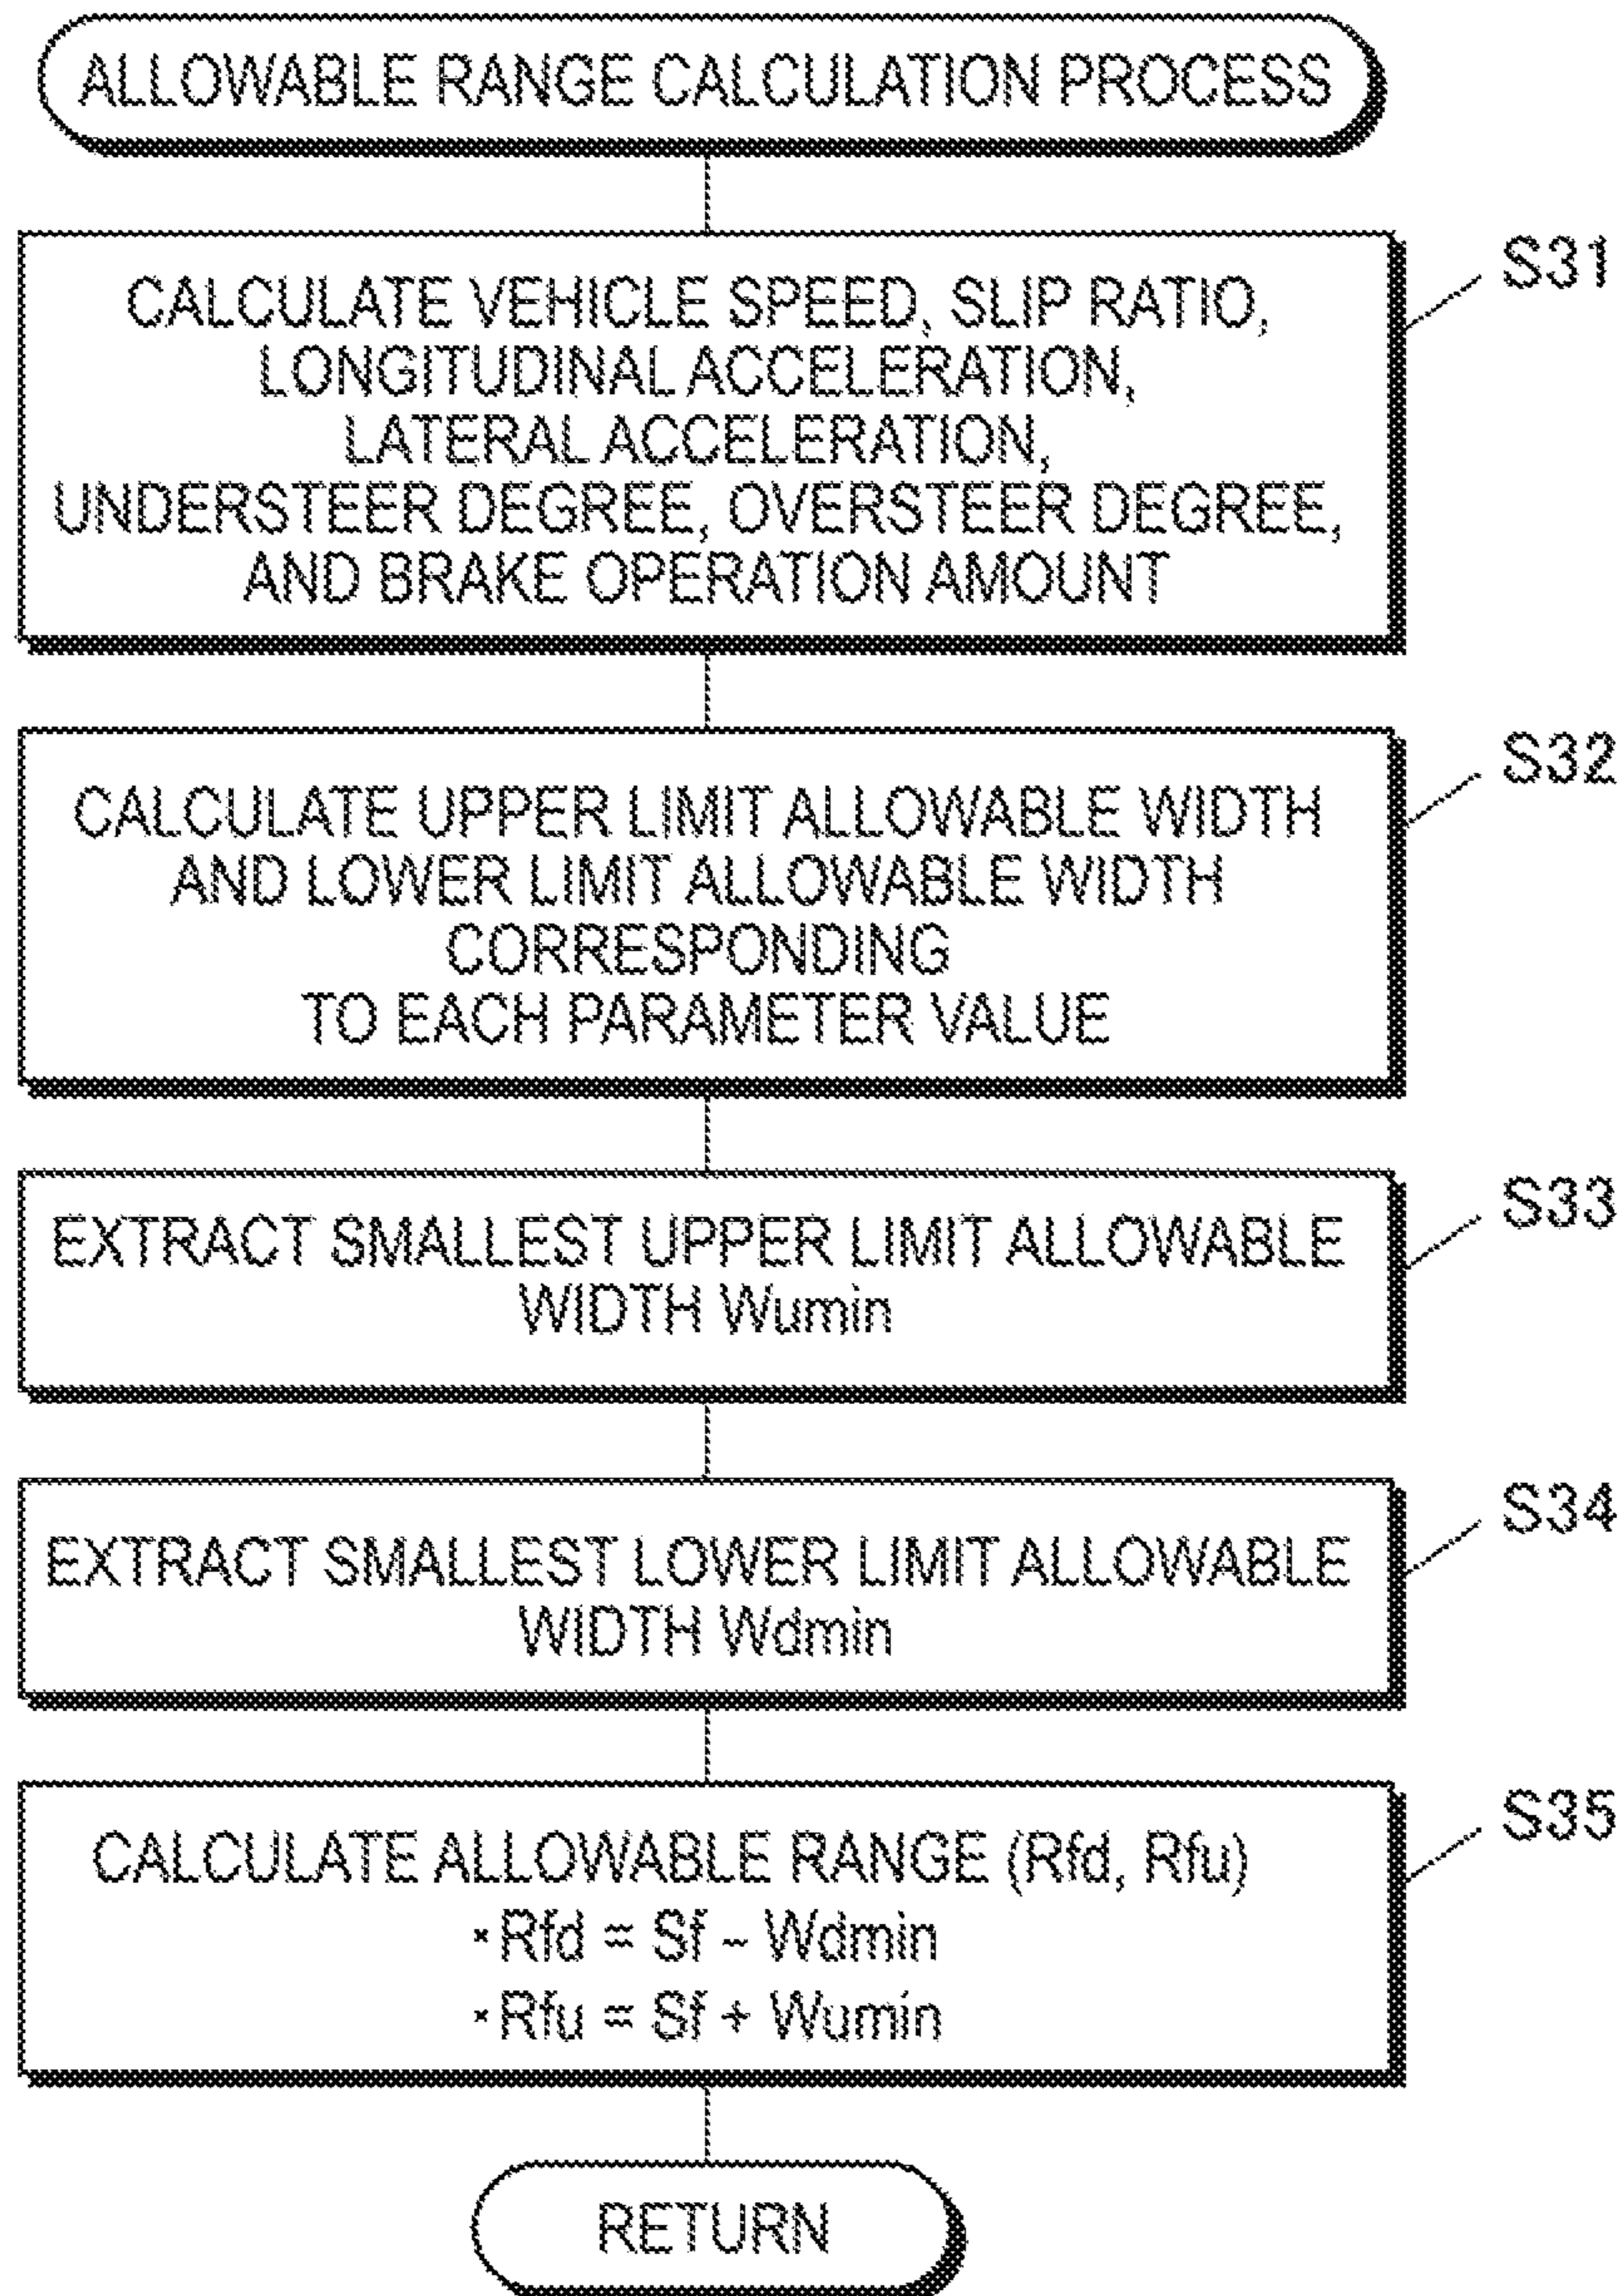 ALLOWABLE RANGE CALCULATION PROCESS
S31
CALCULATE VEHICLE SPEED, SLIP RATIO,
LONGITUDINAL ACCELERATION,
LATERAL ACCELERATION,
UNDERSTEER DEGREE, OVERSTEER DEGREE,
AND BRAKE OPERATION AMOUNT
S32
CALCULATE UPPER LIMIT ALLOWABLE WIDTH
AND LOWER LIMIT ALLOWABLE WIDTH
CORRESPONDING
TO EACH PARAMETER VALUE
S33
EXTRACT SMALLEST UPPER LIMIT ALLOWABLE
WIDTH Wumin
S34
EXTRACT SMALLEST LOWER LIMIT ALLOWABLE
WIDTH Wdmin
S35
CALCULATE ALLOWABLE RANGE (Rfd, Rfu)
・Rfd = Sf - Wdmin
・Rfu = Sf + Wumin
RETURN